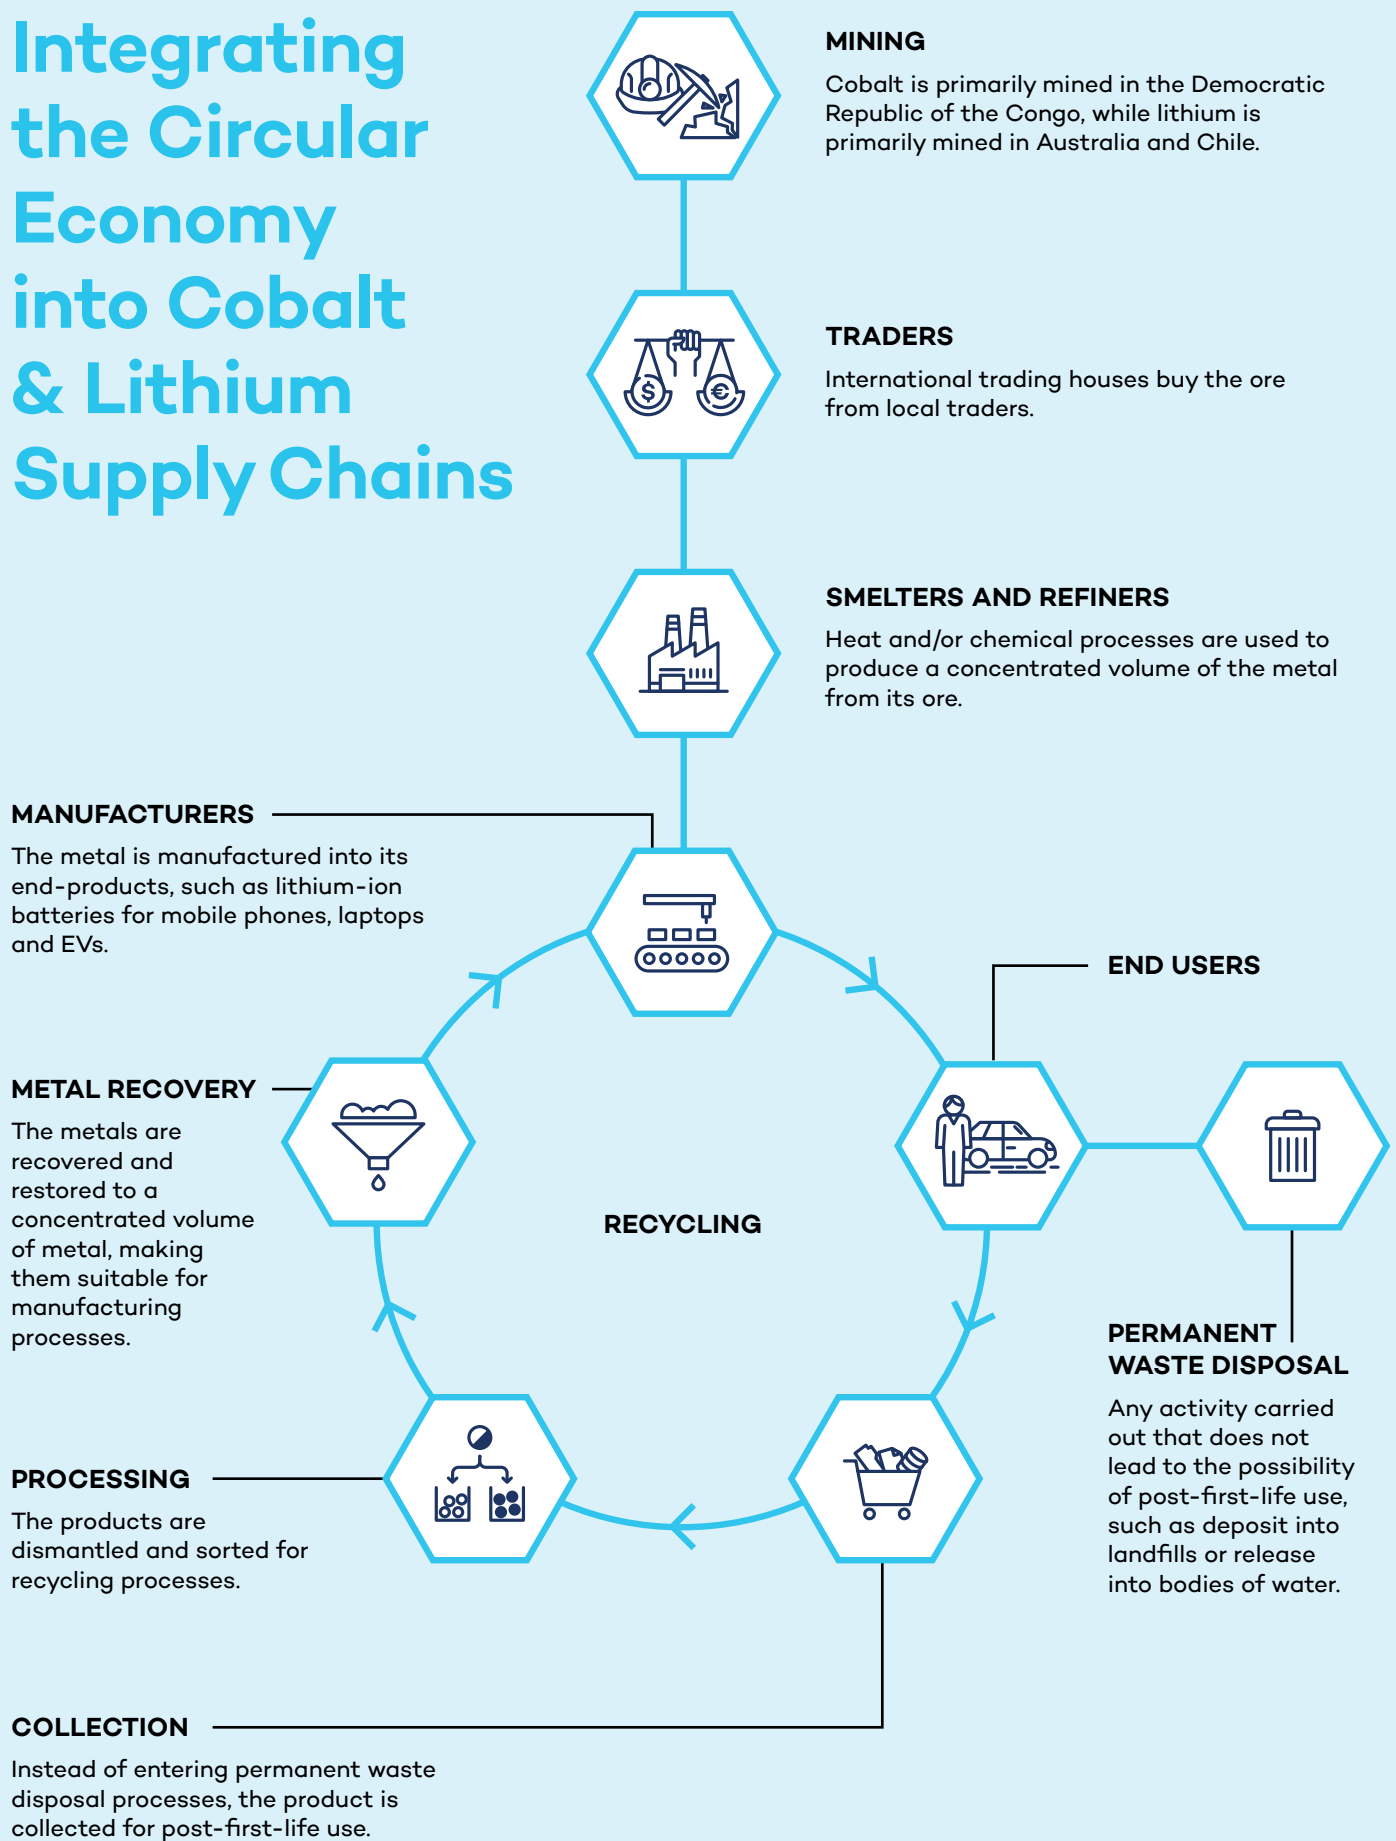 Integrating
the Circular
Economy
into Cobalt
& Lithium
Supply Chains
MINING
Cobalt is primarily mined in the Democratic
Republic of the Congo, while lithium is
primarily mined in Australia and Chile.
TRADERS
International trading houses buy the ore
from local traders.
$ €
SMELTERS AND REFINERS
Heat and/or chemical processes are used to
produce a concentrated volume of the metal
from its ore.
MANUFACTURERS
The metal is manufactured into its
end-products, such as lithium-ion
batteries for mobile phones, laptops
and EVs.
END USERS
METAL RECOVERY
The metals are
recovered and
restored to a
concentrated volume
of metal, making
them suitable for
manufacturing
processes.
RECYCLING
PERMANENT
WASTE DISPOSAL
Any activity carried
out that does not
lead to the possibility
of post-first-life use,
such as deposit into
landfills or release
into bodies of water.
PROCESSING
The products are
dismantled and sorted for
recycling processes.
COLLECTION
Instead of entering permanent waste
disposal processes, the product is
collected for post-first-life use.